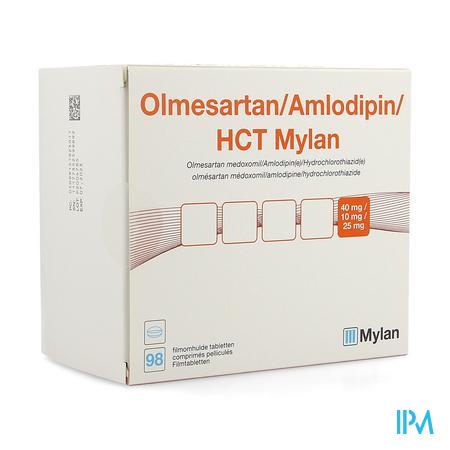 Olmesartan/Amlodipin/
HCT Mylan
Olmesartan medoxomil/Amlodipin(e)/Hydrochlorothiazid(e)
olmésartan médoxomil/amlodipine/hydrochlorothiazide
40 mg /
10 mg /
25 mg
98
filmomhulde tabletten
comprimés pelliculés
Filmtabletten
Mylan
IPM